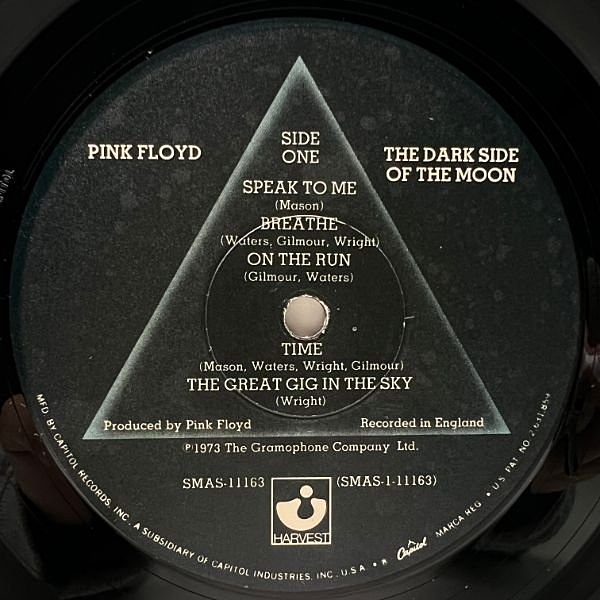 PINK FLOYD
SIDE
ONE
THE DARK SIDE
OF THE MOON
SPEAK TO ME
(Mason)
BREATHE
(Waters, Gilmour, Wright)
ON THE RUN
(Gilmour, Waters)
TIME
(Mason, Waters, Wright, Gilmour)
THE GREAT GIG IN THE SKY
(Wright)
Produced by Pink Floyd
Recorded in England
Ⓟ1973 The Gramophone Company Ltd.
SMAS-11163
(SMAS-1-11163)
HARVEST
MFD. BY CAPITOL RECORDS, INC., A SUBSIDIARY OF CAPITOL INDUSTRIES, INC., U.S.A. • ® Capitol MARCA REG. • U.S. PAT. NO.